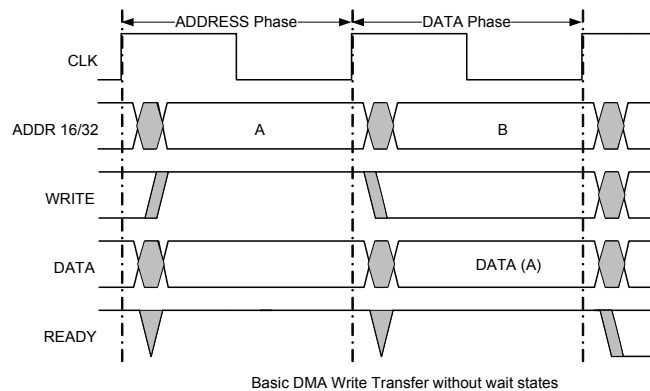 ADDRESS Phase DATA Phase
CLK
ADDR 16/32 A B
WRITE
DATA DATA (A)
READY
Basic DMA Write Transfer without wait states